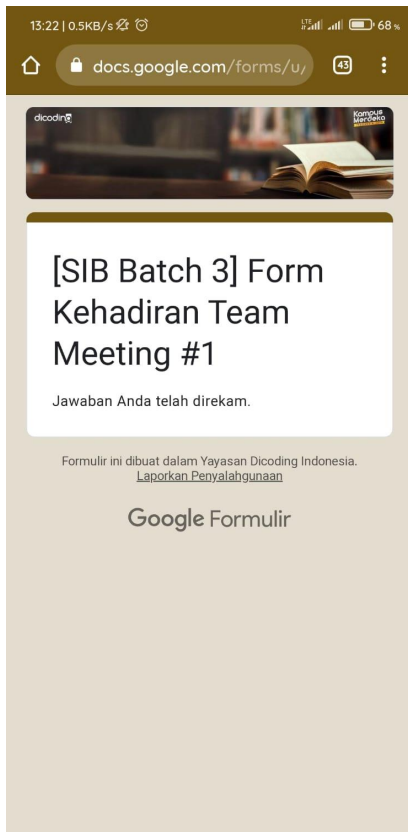 13:22 | 0.5KB/s
LTE
68 %
docs.google.com/forms/u/
43
dicoding
Kampus
Merdeka
[SIB Batch 3] Form
Kehadiran Team
Meeting #1
Jawaban Anda telah direkam.
Formulir ini dibuat dalam Yayasan Dicoding Indonesia.
Laporkan Penyalahgunaan
Google Formulir